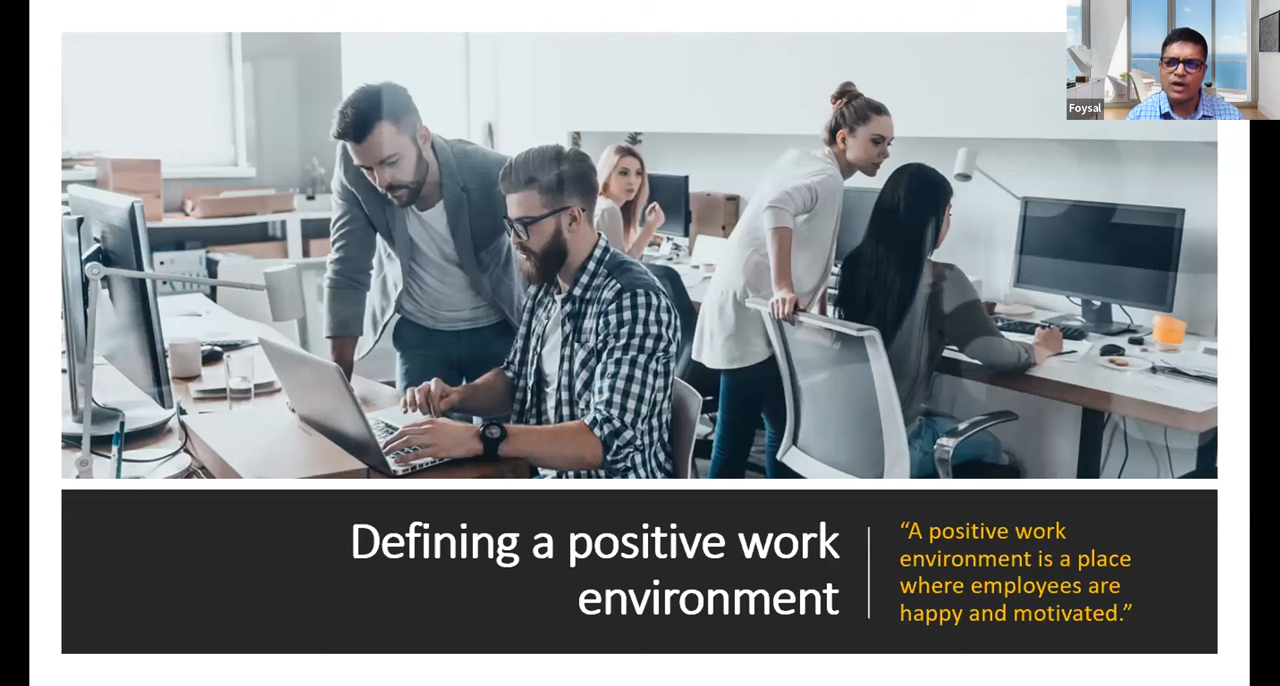 Foysal
Defining a positive work
environment
“A positive work
environment is a place
where employees are
happy and motivated.”